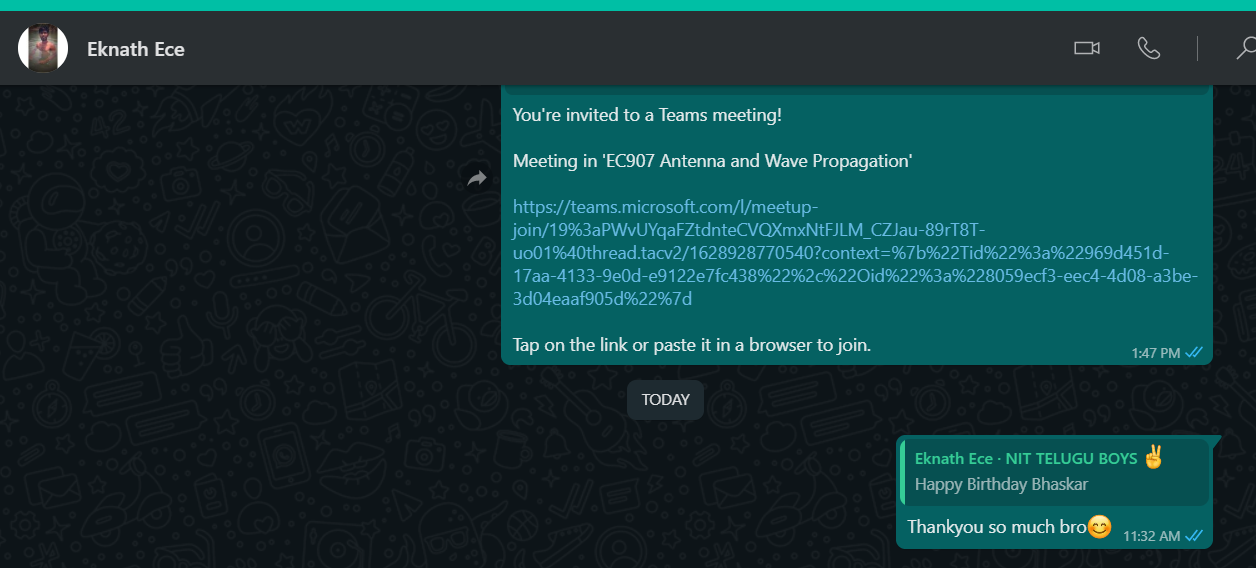 Eknath Ece
You're invited to a Teams meeting!
Meeting in 'EC907 Antenna and Wave Propagation'
https://teams.microsoft.com/l/meetup-
join/19%3aPWvUYqaFZtdnteCVQXmxNtFJLM_CZJau-89rT8T-
uo01%40thread.tacv2/1628928770540?context=%7b%22Tid%22%3a%22969d451d-
17aa-4133-9e0d-e9122e7fc438%22%2c%22Oid%22%3a%228059ecf3-eec4-4d08-a3be-
3d04eaaf905d%22%7d
Tap on the link or paste it in a browser to join.
1:47 PM
TODAY
Eknath Ece · NIT TELUGU BOYS ✌
Happy Birthday Bhaskar
Thankyou so much bro😊
11:32 AM